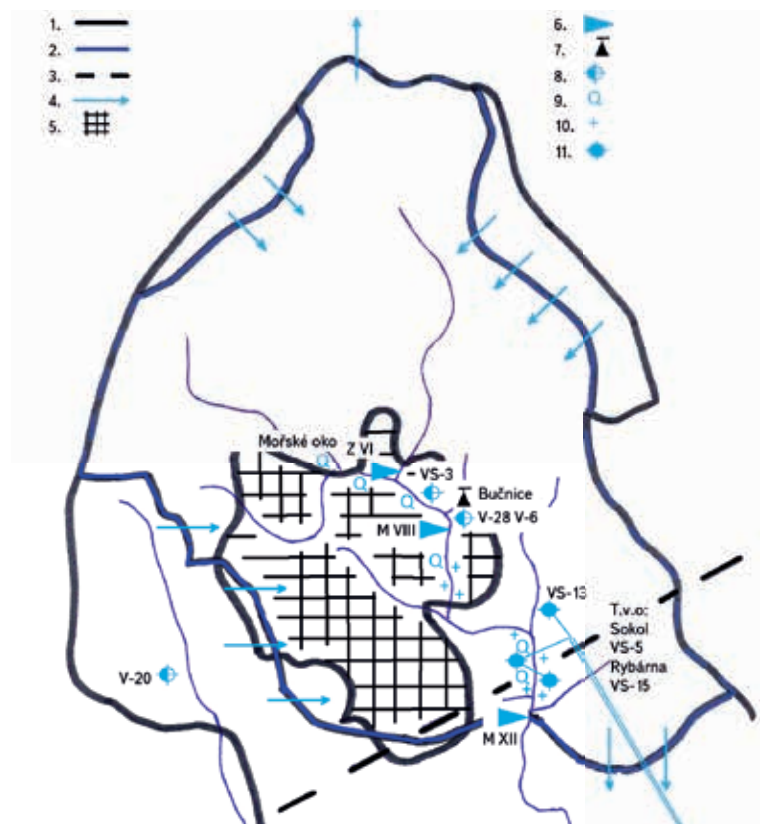 1.
2.
3.
4.
5.
6.
7.
8.
9.
10.
11.
Mořské oko
Z VI
VS-3
Bučnice
V-28 V-6
M VIII
VS-13
T.v.o:
Sokol
VS-5
Rybárna
VS-15
V-20
M XII
Q
Q
Q
Q
Q
Q
Q